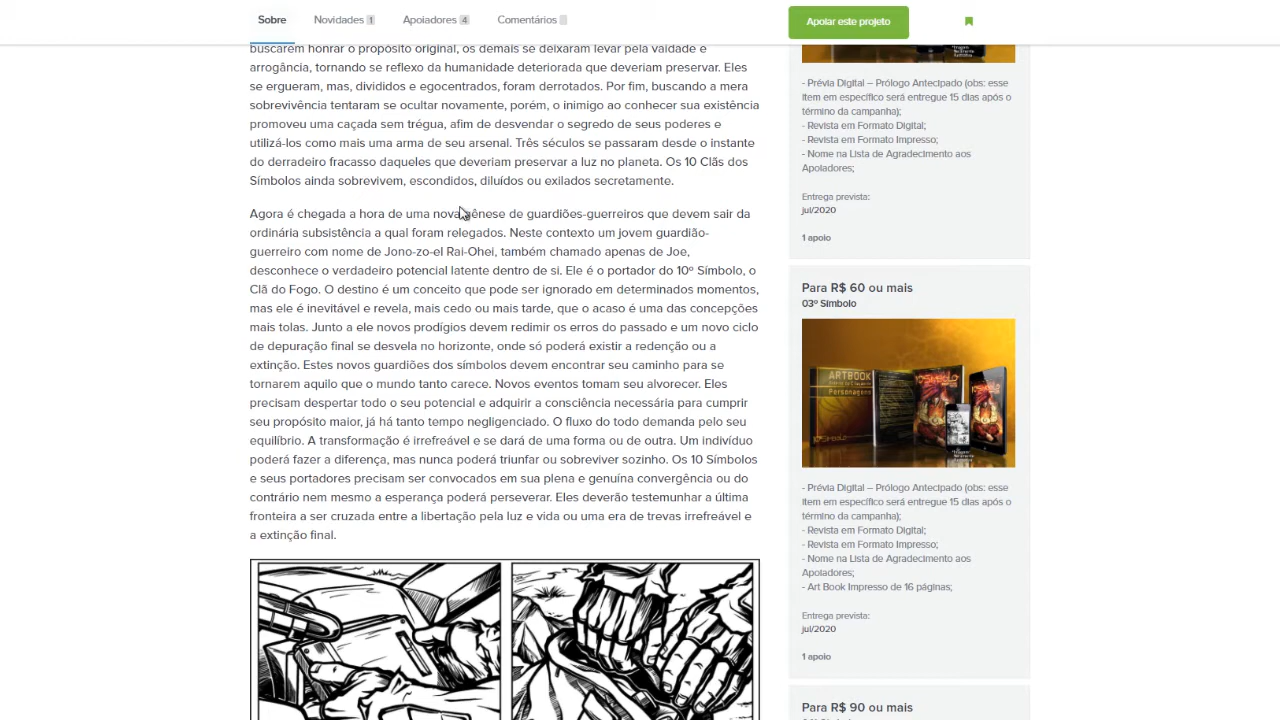 Sobre
Novidades 1
Apoiadores 4
Comentários
Apoiar este projeto
buscarem honrar o propósito original, os demais se deixaram levar pela vaidade e
arrogância, tornando se reflexo da humanidade deteriorada que deveriam preservar. Eles
se ergueram, mas, divididos e egocentrados, foram derrotados. Por fim, buscando a mera
sobrevivência tentaram se ocultar novamente, porém, o inimigo ao conhecer sua existência
promoveu uma caçada sem trégua, afim de desvendar o segredo de seus poderes e
utilizá-los como mais uma arma de seu arsenal. Três séculos se passaram desde o instante
do derradeiro fracasso daqueles que deveriam preservar a luz no planeta. Os 10 Clãs dos
Símbolos ainda sobrevivem, escondidos, diluídos ou exilados secretamente.
Agora é chegada a hora de uma nova gênese de guardiões-guerreiros que devem sair da
ordinária subsistência a qual foram relegados. Neste contexto um jovem guardião-
guerreiro com nome de Jono-zo-el Rai-Ohei, também chamado apenas de Joe,
desconhece o verdadeiro potencial latente dentro de si. Ele é o portador do 10º Símbolo, o
Clã do Fogo. O destino é um conceito que pode ser ignorado em determinados momentos,
mas ele é inevitável e revela, mais cedo ou mais tarde, que o acaso é uma das concepções
mais tolas. Junto a ele novos prodígios devem redimir os erros do passado e um novo ciclo
de depuração final se desvela no horizonte, onde só poderá existir a redenção ou a
extinção. Estes novos guardiões dos símbolos devem encontrar seu caminho para se
tornarem aquilo que o mundo tanto carece. Novos eventos tomam seu alvorecer. Eles
precisam despertar todo o seu potencial e adquirir a consciência necessária para cumprir
seu propósito maior, já há tanto tempo negligenciado. O fluxo do todo demanda pelo seu
equilíbrio. A transformação é irrefreável e se dará de uma forma ou de outra. Um indivíduo
poderá fazer a diferença, mas nunca poderá triunfar ou sobreviver sozinho. Os 10 Símbolos
e seus portadores precisam ser convocados em sua plena e genuína convergência ou do
contrário nem mesmo a esperança poderá perseverar. Eles deverão testemunhar a última
fronteira a ser cruzada entre a libertação pela luz e vida ou uma era de trevas irrefreável e
a extinção final.
- Prévia Digital – Prólogo Antecipado (obs: esse
item em específico será entregue 15 dias após o
término da campanha);
- Revista em Formato Digital;
- Revista em Formato Impresso;
- Nome na Lista de Agradecimento aos
Apoiadores;
Entrega prevista:
jul/2020
1 apoio
Para R$ 60 ou mais
03º Símbolo
ARTBOOK
Personagens
- Prévia Digital – Prólogo Antecipado (obs: esse
item em específico será entregue 15 dias após o
término da campanha);
- Revista em Formato Digital;
- Revista em Formato Impresso;
- Nome na Lista de Agradecimento aos
Apoiadores;
- Art Book Impresso de 16 páginas;
Entrega prevista:
jul/2020
1 apoio
Para R$ 90 ou mais